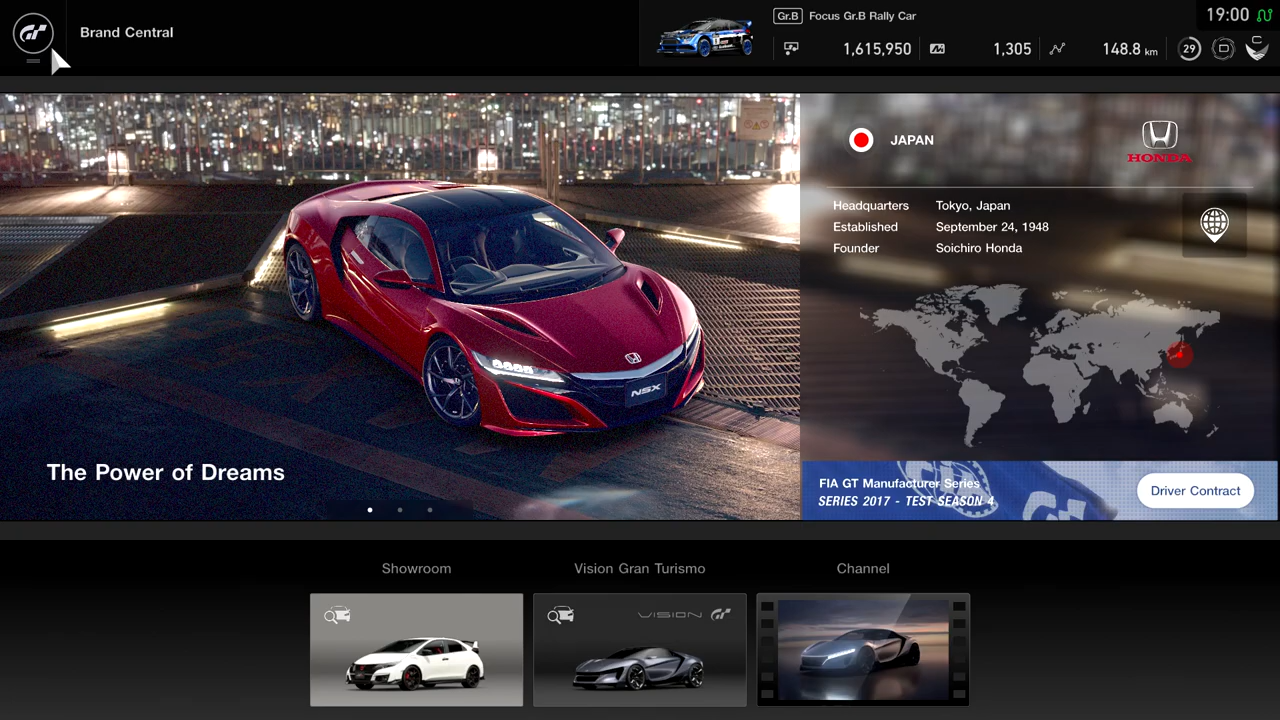 Brand Central
Gr.B Focus Gr.B Rally Car
19:00
1,615,950
1,305
148.8 km
29
C
JAPAN
HONDA
Headquarters Tokyo, Japan
Established September 24, 1948
Founder Soichiro Honda
NSX
The Power of Dreams
FIA GT Manufacturer Series
SERIES 2017 - TEST SEASON 4
Driver Contract
Showroom
Vision Gran Turismo
Channel
VISION GT